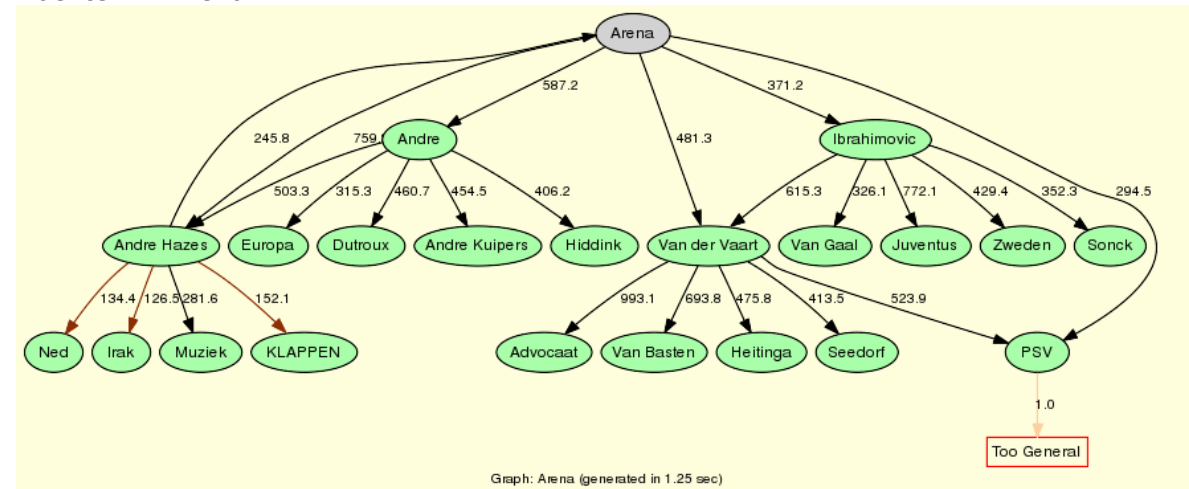 Arena
587.2
371.2
245.8
759.
Andre
481.3
Ibrahimovic
503.3
315.3
460.7
454.5
406.2
615.3
326.1
772.1
429.4
352.3
294.5
Andre Hazes
Europa
Dutroux
Andre Kuipers
Hiddink
Van der Vaart
Van Gaal
Juventus
Zweden
Sonck
134.4
126.5
281.6
152.1
993.1
693.8
475.8
413.5
523.9
Ned
Irak
Muziek
KLAPPEN
Advocaat
Van Basten
Heitinga
Seedorf
PSV
1.0
Too General
Graph: Arena (generated in 1.25 sec)